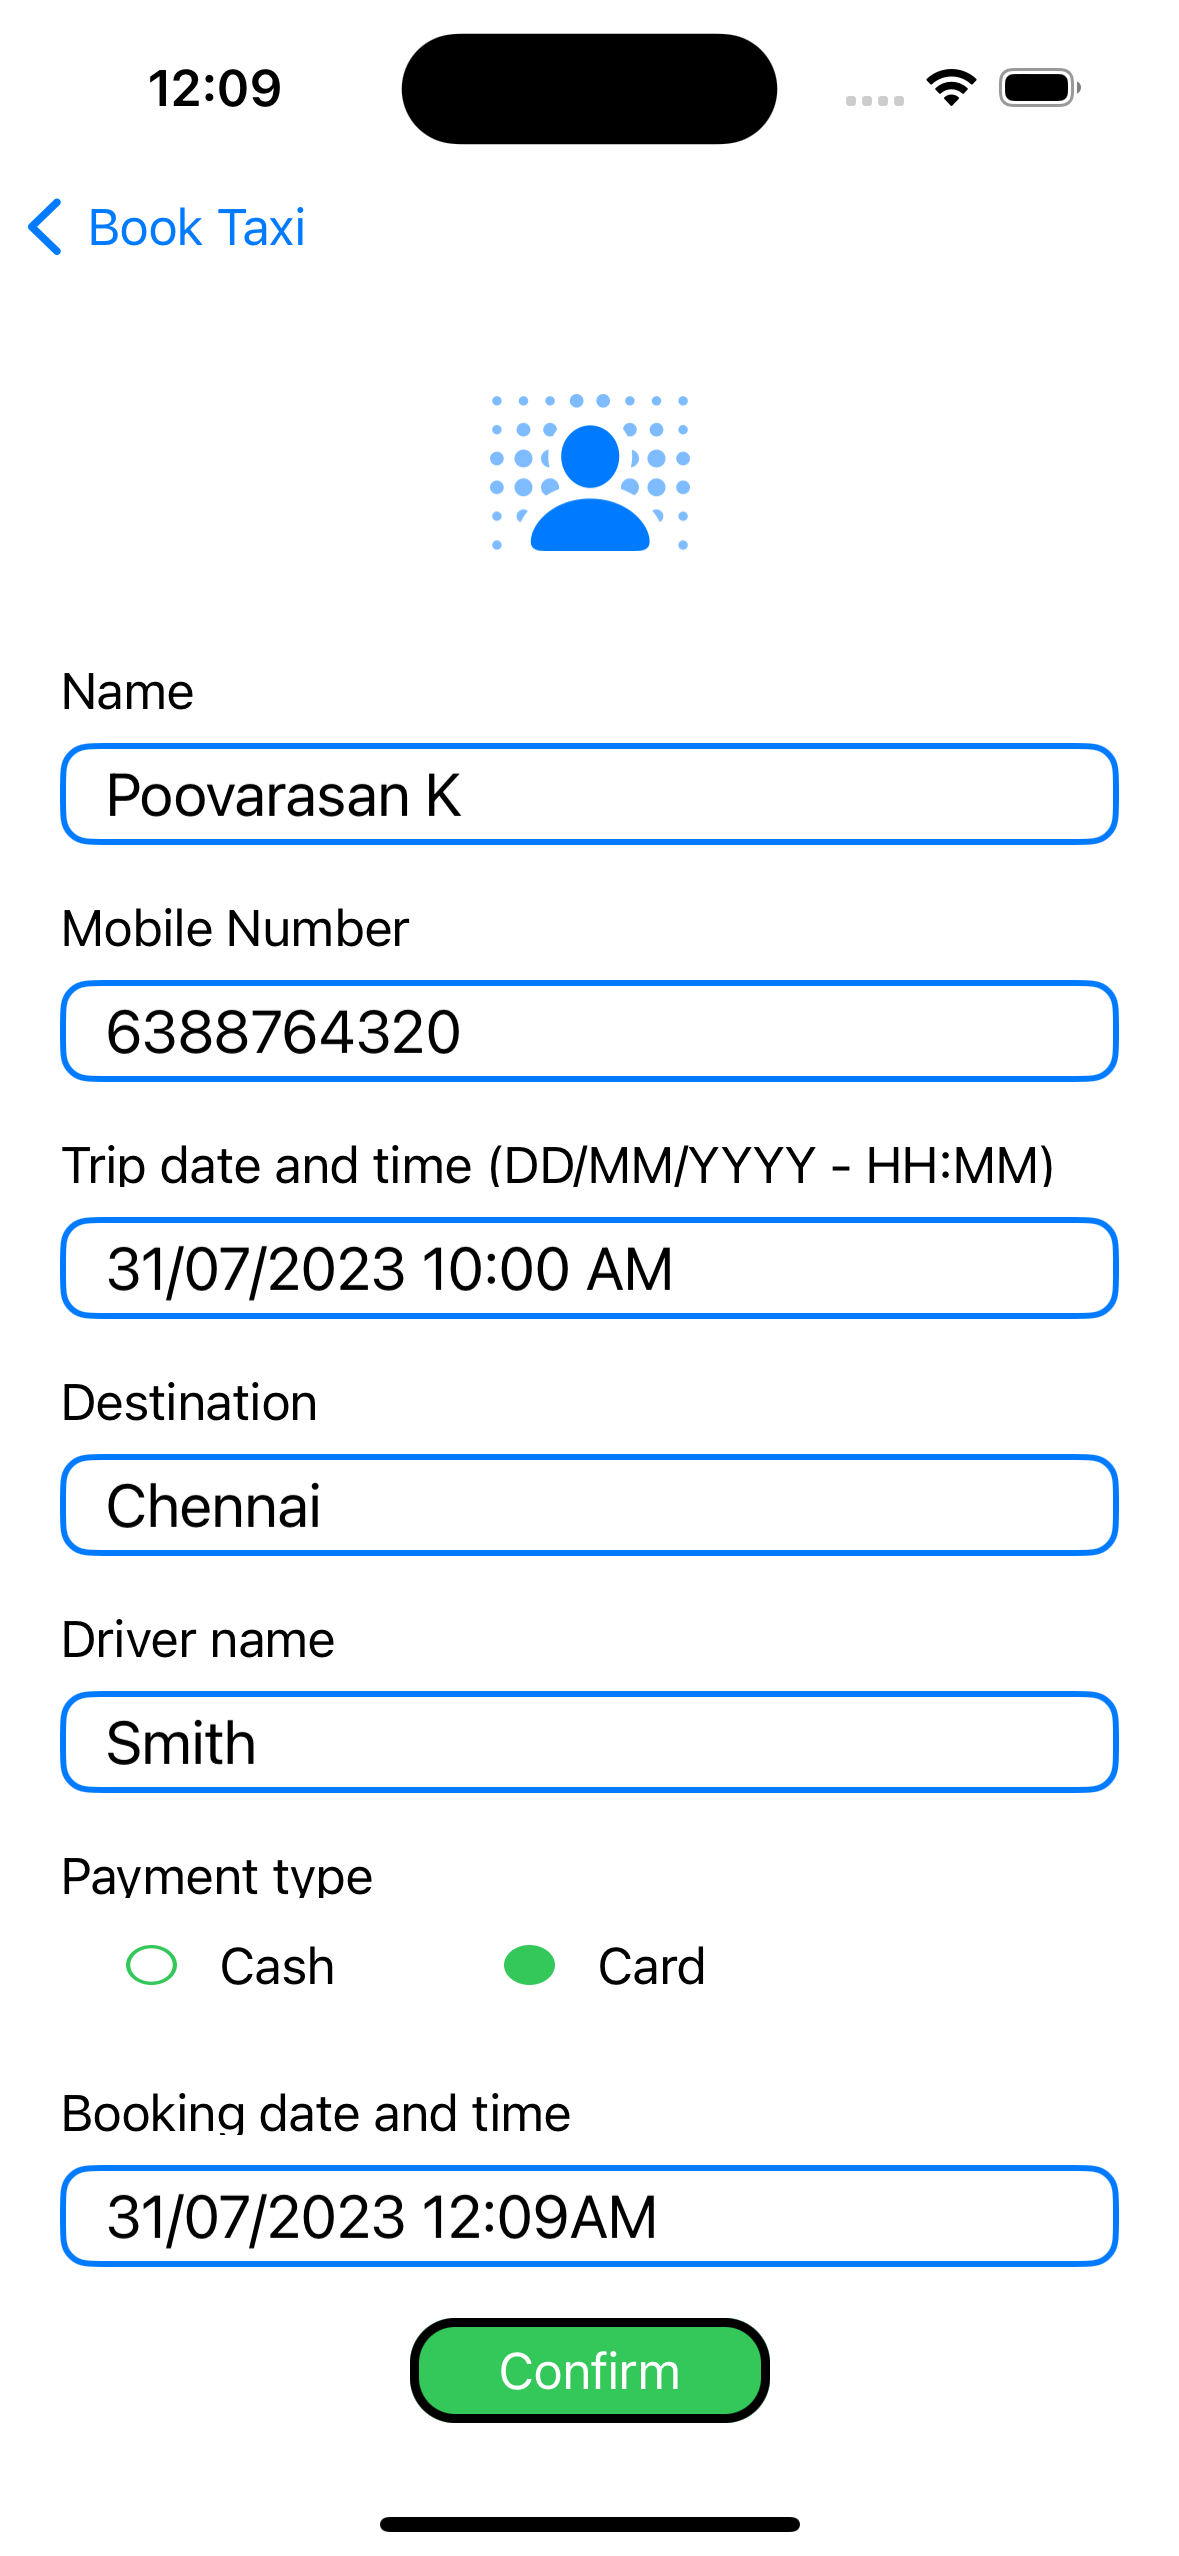 12:09
Book Taxi
Name
Poovarasan K
Mobile Number
6388764320
Trip date and time (DD/MM/YYYY - HH:MM)
31/07/2023 10:00 AM
Destination
Chennai
Driver name
Smith
Payment type
Cash Card
Booking date and time
31/07/2023 12:09AM
Confirm